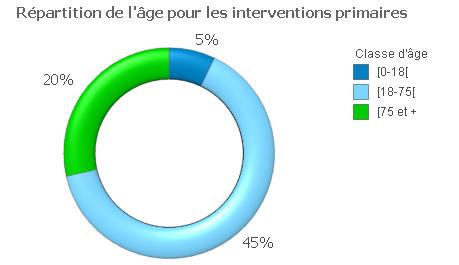 Répartition de l'âge pour les interventions primaires
5%
Classe d'âge
[0-18[
[18-75[
[75 et +
20%
45%